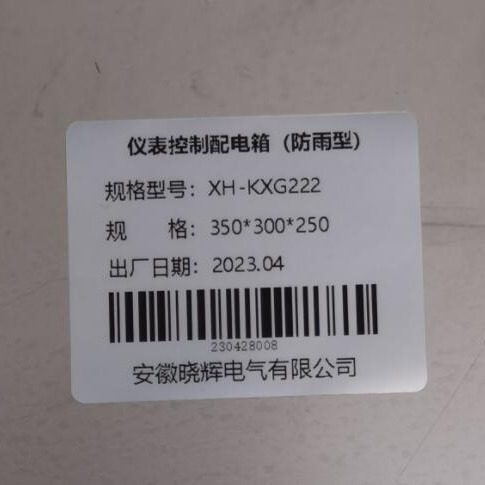 仪表控制配电箱（防雨型）
规格型号：XH-KXG222
规 格：350*300*250
出厂日期：2023.04
230428008
安徽晓辉电气有限公司